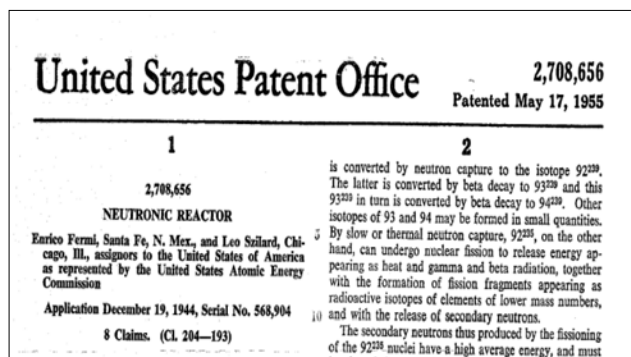 United States Patent Office
2,708,656
Patented May 17, 1955
1
2,708,656
NEUTRONIC REACTOR
Enrico Fermi, Santa Fe, N. Mex., and Leo Szilard, Chi-
cago, Ill., assignors to the United States of America
as represented by the United States Atomic Energy
Commission
Application December 19, 1944, Serial No. 568,904
8 Claims. (Cl. 204—193)
2
is converted by neutron capture to the isotope 92²³⁹.
The latter is converted by beta decay to 93²³⁹ and this
93²³⁹ in turn is converted by beta decay to 94²³⁹. Other
isotopes of 93 and 94 may be formed in small quantities.
5 By slow or thermal neutron capture, 92²³⁵, on the other
hand, can undergo nuclear fission to release energy ap-
pearing as heat and gamma and beta radiation, together
with the formation of fission fragments appearing as
radioactive isotopes of elements of lower mass numbers,
10 and with the release of secondary neutrons.
The secondary neutrons thus produced by the fissioning
of the 92²³⁵ nuclei have a high average energy, and must